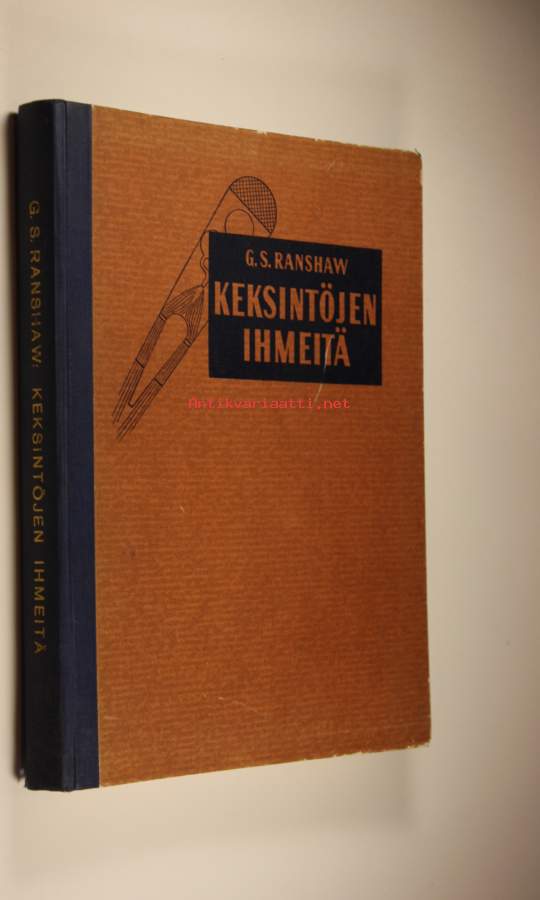 G. S. RANSHAW: KEKSINTÖJEN IHMEITÄ
G.S.RANSHAW
KEKSINTÖJEN
IHMEITÄ
Antikvariaatti.net